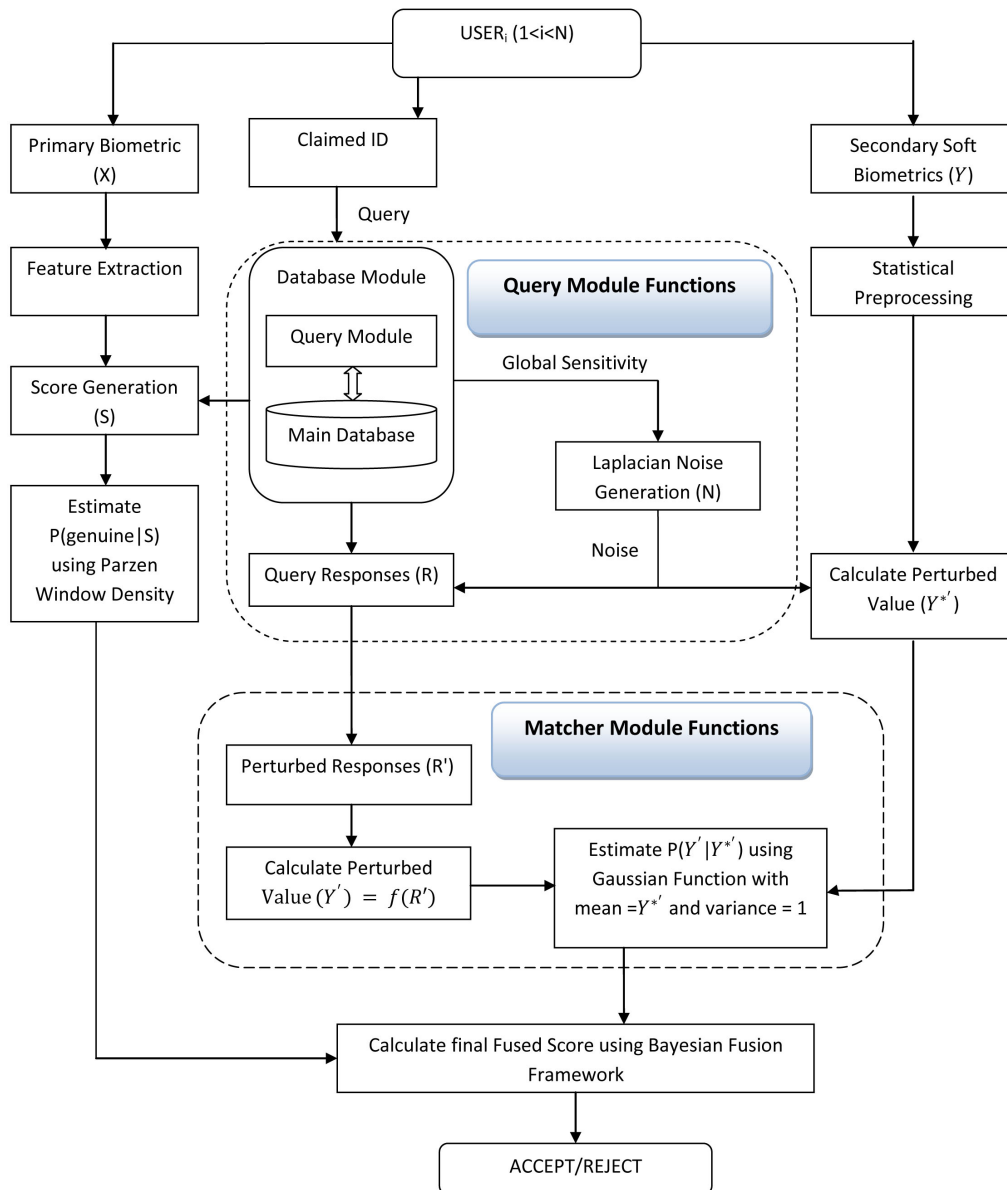 USERᵢ (1<i<N)
Primary Biometric
(X)
Claimed ID
Secondary Soft
Biometrics (Y)
Query
Feature Extraction
Database Module
Query Module Functions
Statistical
Preprocessing
Query Module
Global Sensitivity
Score Generation
(S)
Main Database
Laplacian Noise
Generation (N)
Estimate
P(genuine|S)
using Parzen
Window Density
Noise
Query Responses (R)
Calculate Perturbed
Value (Y*')
Matcher Module Functions
Perturbed Responses (R')
Calculate Perturbed
Value (Y') = f(R')
Estimate P(Y'|Y*') using
Gaussian Function with
mean =Y*' and variance = 1
Calculate final Fused Score using Bayesian Fusion
Framework
ACCEPT/REJECT